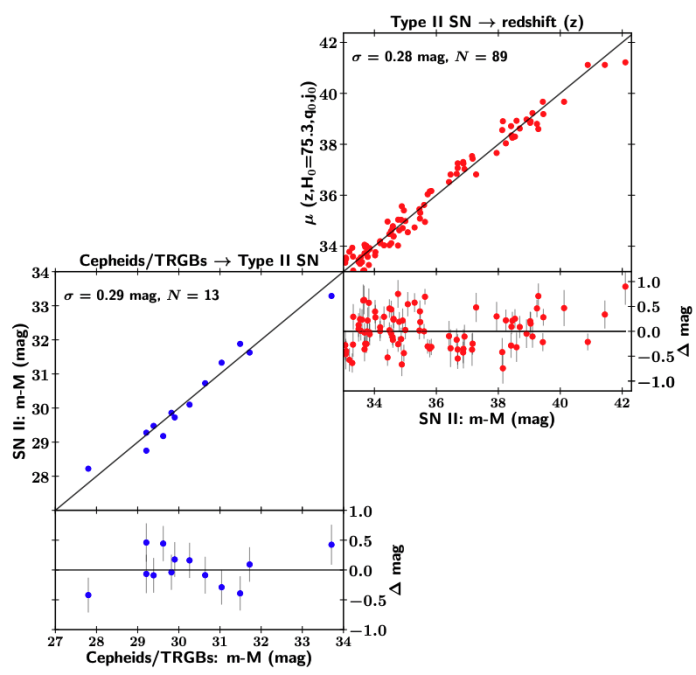 Type II SN → redshift (z)
σ = 0.28 mag, N = 89
μ (z,H₀=75.3,q₀,j₀)
42
40
38
36
34
Cepheids/TRGBs → Type II SN
σ = 0.29 mag, N = 13
SN II: m-M (mag)
34
33
32
31
30
29
28
1.0
0.5
0.0
−0.5
−1.0
Δ mag
34 36 38 40 42
SN II: m-M (mag)
1.0
0.5
0.0
−0.5
−1.0
Δ mag
27 28 29 30 31 32 33 34
Cepheids/TRGBs: m-M (mag)